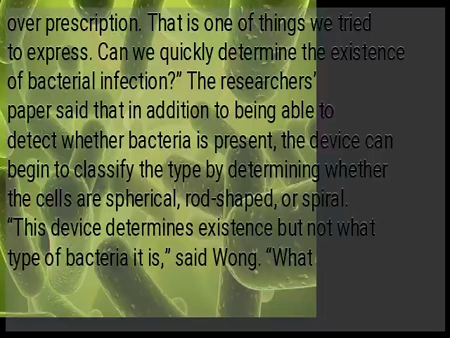 over prescription. That is one of things we tried
to express. Can we quickly determine the existence
of bacterial infection?” The researchers’
paper said that in addition to being able to
detect whether bacteria is present, the device can
begin to classify the type by determining whether
the cells are spherical, rod-shaped, or spiral.
“This device determines existence but not what
type of bacteria it is,” said Wong. “What